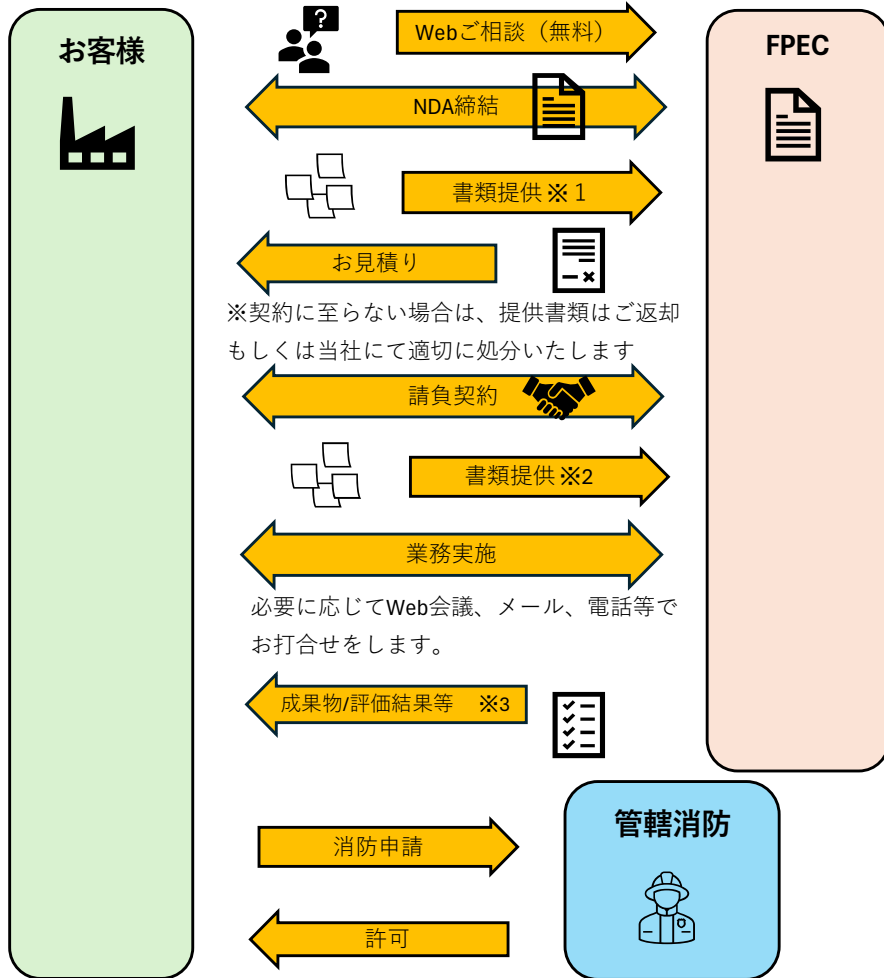 お客様
FPEC
?
Webご相談（無料）
NDA締結
書類提供※１
お見積り
※契約に至らない場合は、提供書類はご返却
もしくは当社にて適切に処分いたします
請負契約
書類提供※2
業務実施
必要に応じてWeb会議、メール、電話等で
お打合せをします。
成果物/評価結果等　※3
管轄消防
消防申請
許可